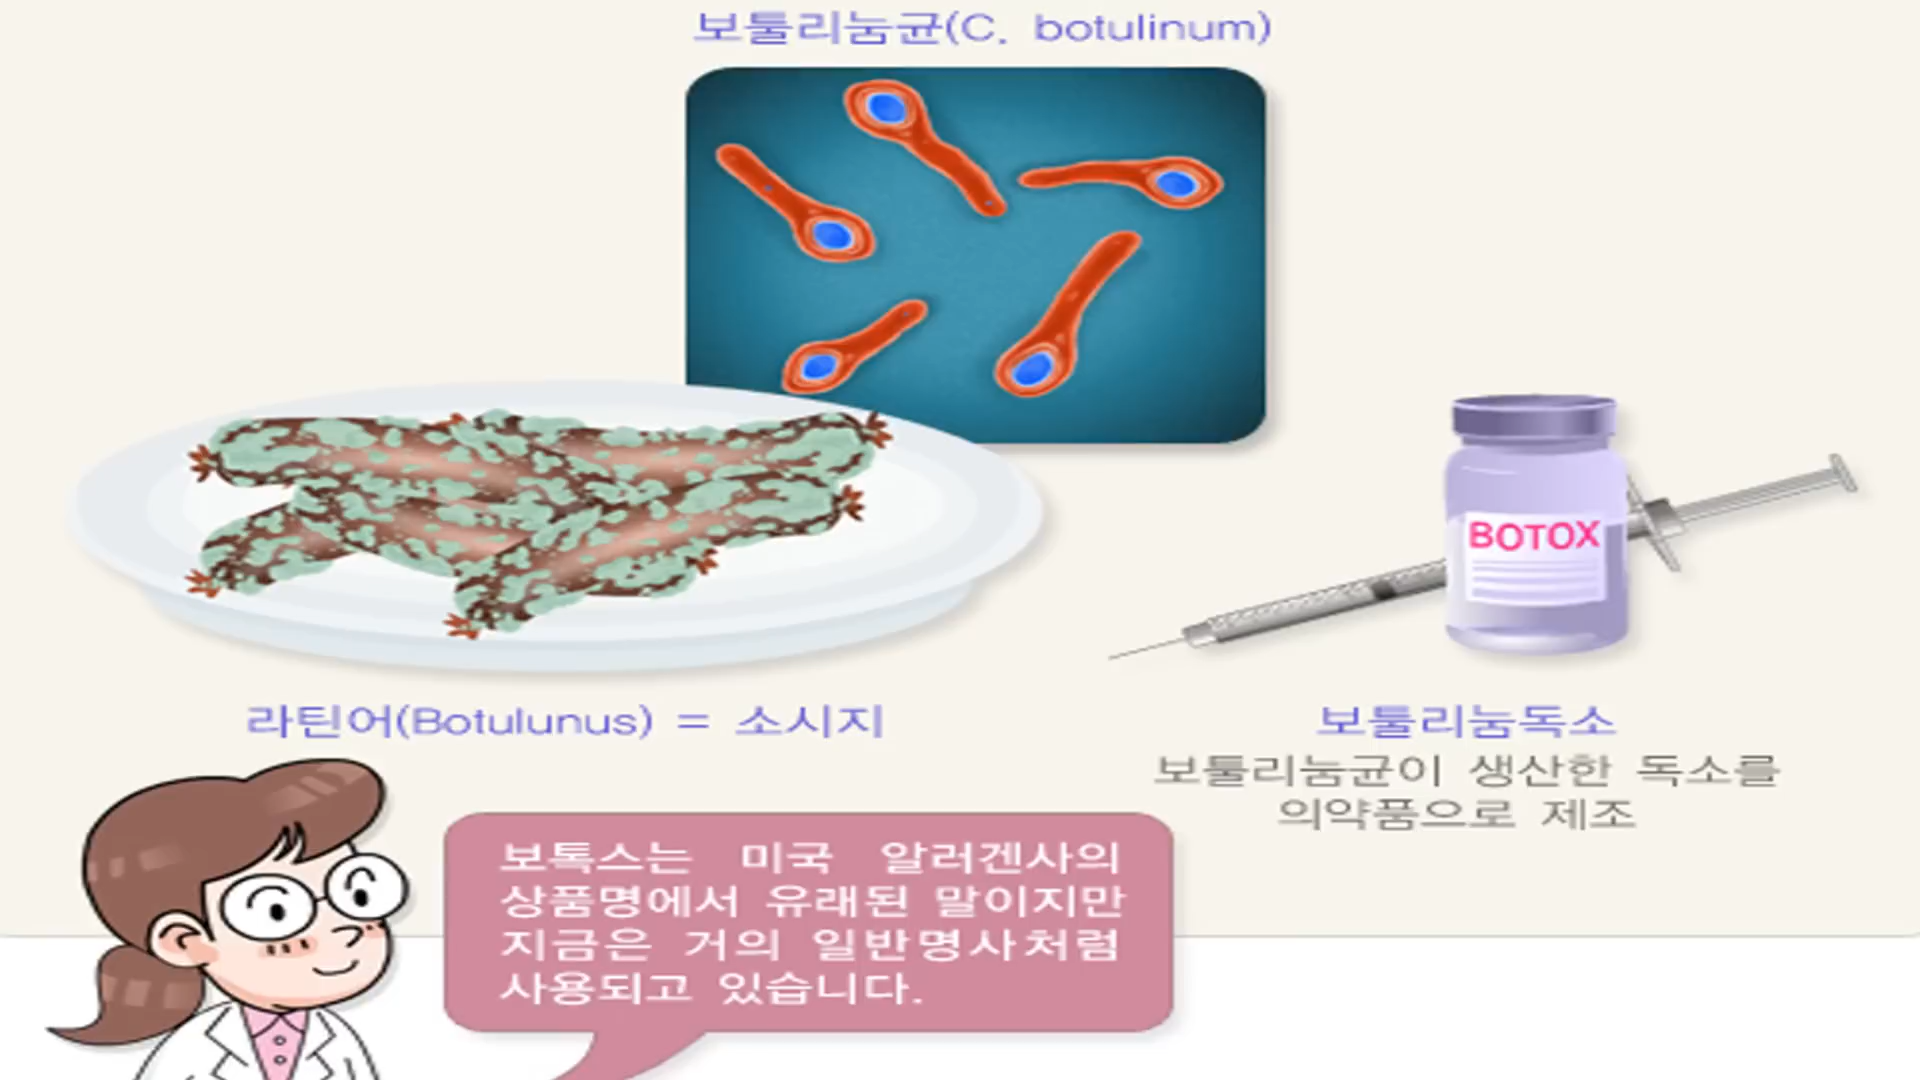 보툴리눔균(C. botulinum)
BOTOX
라틴어(Botulunus) = 소시지
보툴리눔독소
보툴리눔균이 생산한 독소를
의약품으로 제조
보톡스는 미국 알러겐사의
상품명에서 유래된 말이지만
지금은 거의 일반명사처럼
사용되고 있습니다.